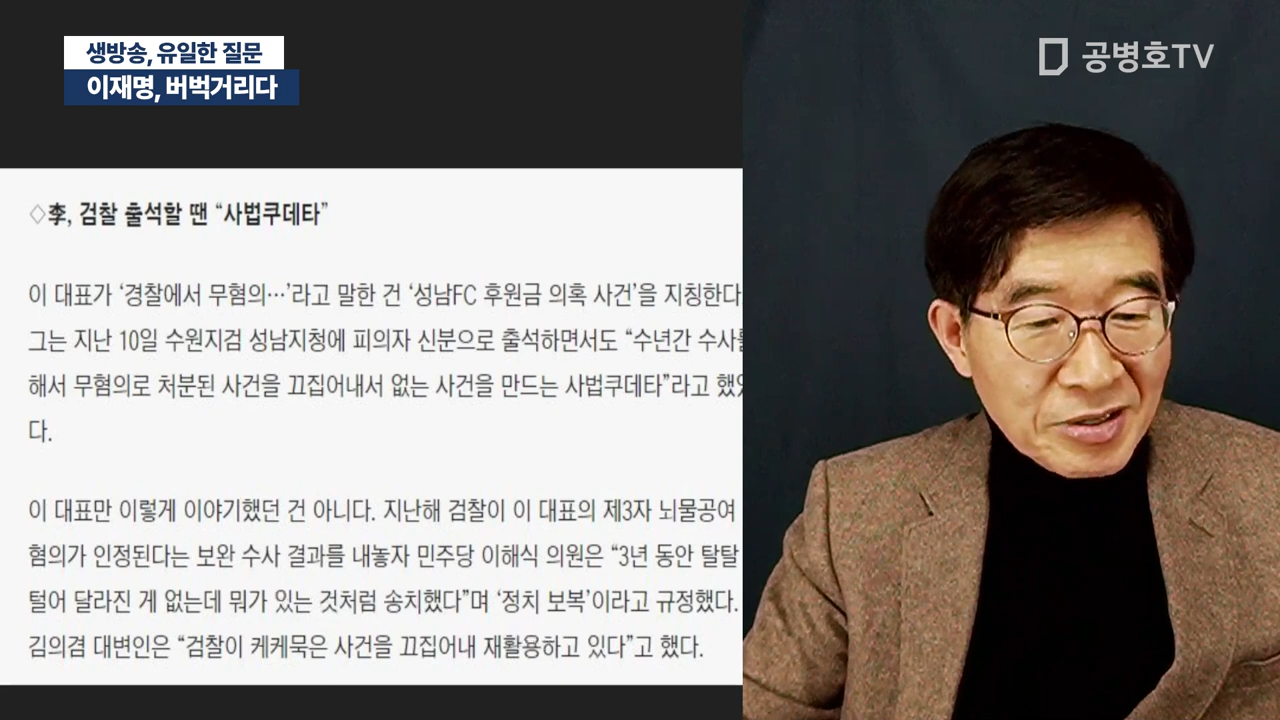 생방송, 유일한 질문
이재명, 버벅거리다
공병호TV
◇李, 검찰 출석할 땐 “사법쿠데타”
이 대표가 ‘경찰에서 무혐의…’라고 말한 건 ‘성남FC 후원금 의혹 사건’을 지칭한다.
그는 지난 10일 수원지검 성남지청에 피의자 신분으로 출석하면서도 “수년간 수사를
해서 무혐의로 처분된 사건을 끄집어내서 없는 사건을 만드는 사법쿠데타”라고 했었
다.
이 대표만 이렇게 이야기했던 건 아니다. 지난해 검찰이 이 대표의 제3자 뇌물공여
혐의가 인정된다는 보완 수사 결과를 내놓자 민주당 이해식 의원은 “3년 동안 탈탈
털어 달라진 게 없는데 뭐가 있는 것처럼 송치했다”며 ‘정치 보복’이라고 규정했다.
김의겸 대변인은 “검찰이 케케묵은 사건을 끄집어내 재활용하고 있다”고 했다.